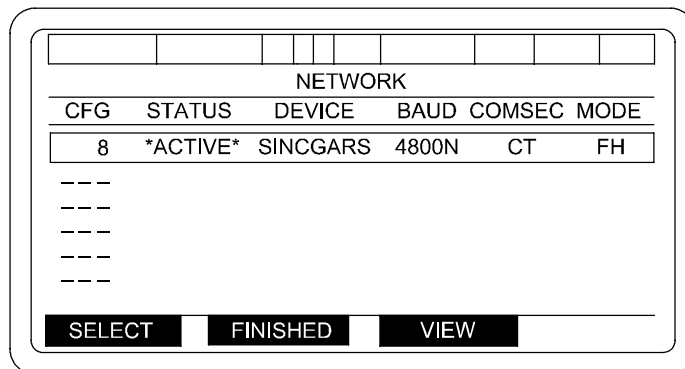 NETWORK
CFG STATUS DEVICE BAUD COMSEC MODE
8 *ACTIVE* SINCGARS 4800N CT FH
– – –
– – –
– – –
– – –
– – –
SELECT FINISHED VIEW